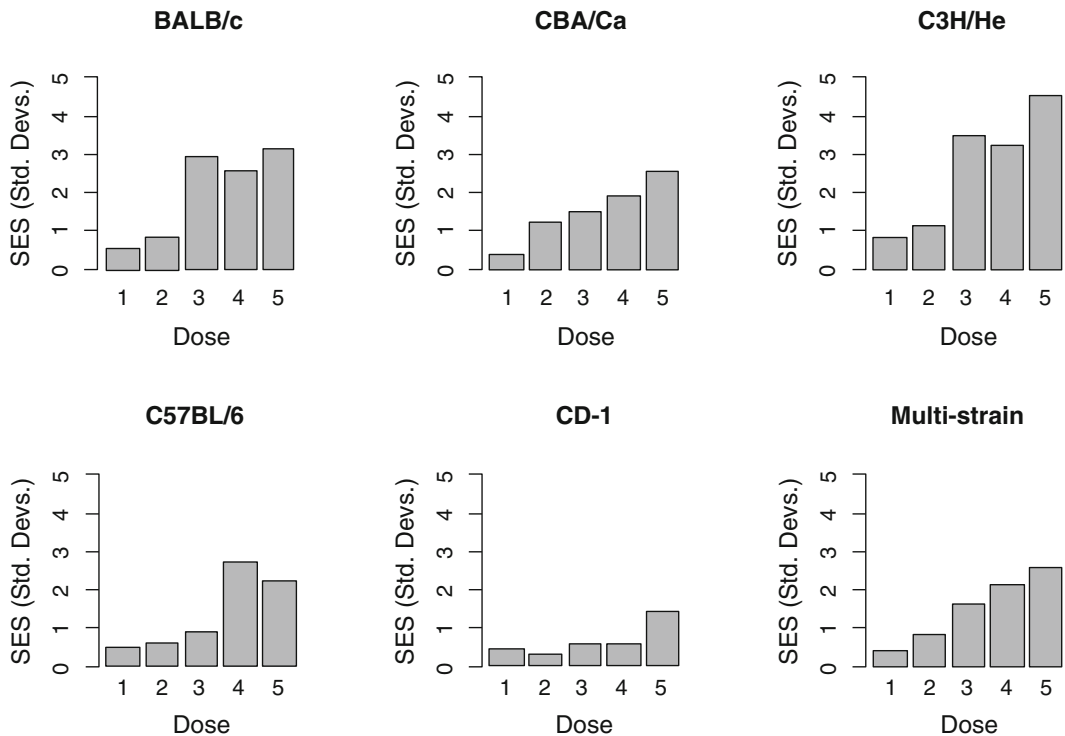 BALB/c
SES (Std. Devs.)
0 1 2 3 4 5
1 2 3 4 5
Dose
CBA/Ca
SES (Std. Devs.)
0 1 2 3 4 5
1 2 3 4 5
Dose
C3H/He
SES (Std. Devs.)
0 1 2 3 4 5
1 2 3 4 5
Dose
C57BL/6
SES (Std. Devs.)
0 1 2 3 4 5
1 2 3 4 5
Dose
CD-1
SES (Std. Devs.)
0 1 2 3 4 5
1 2 3 4 5
Dose
Multi-strain
SES (Std. Devs.)
0 1 2 3 4 5
1 2 3 4 5
Dose